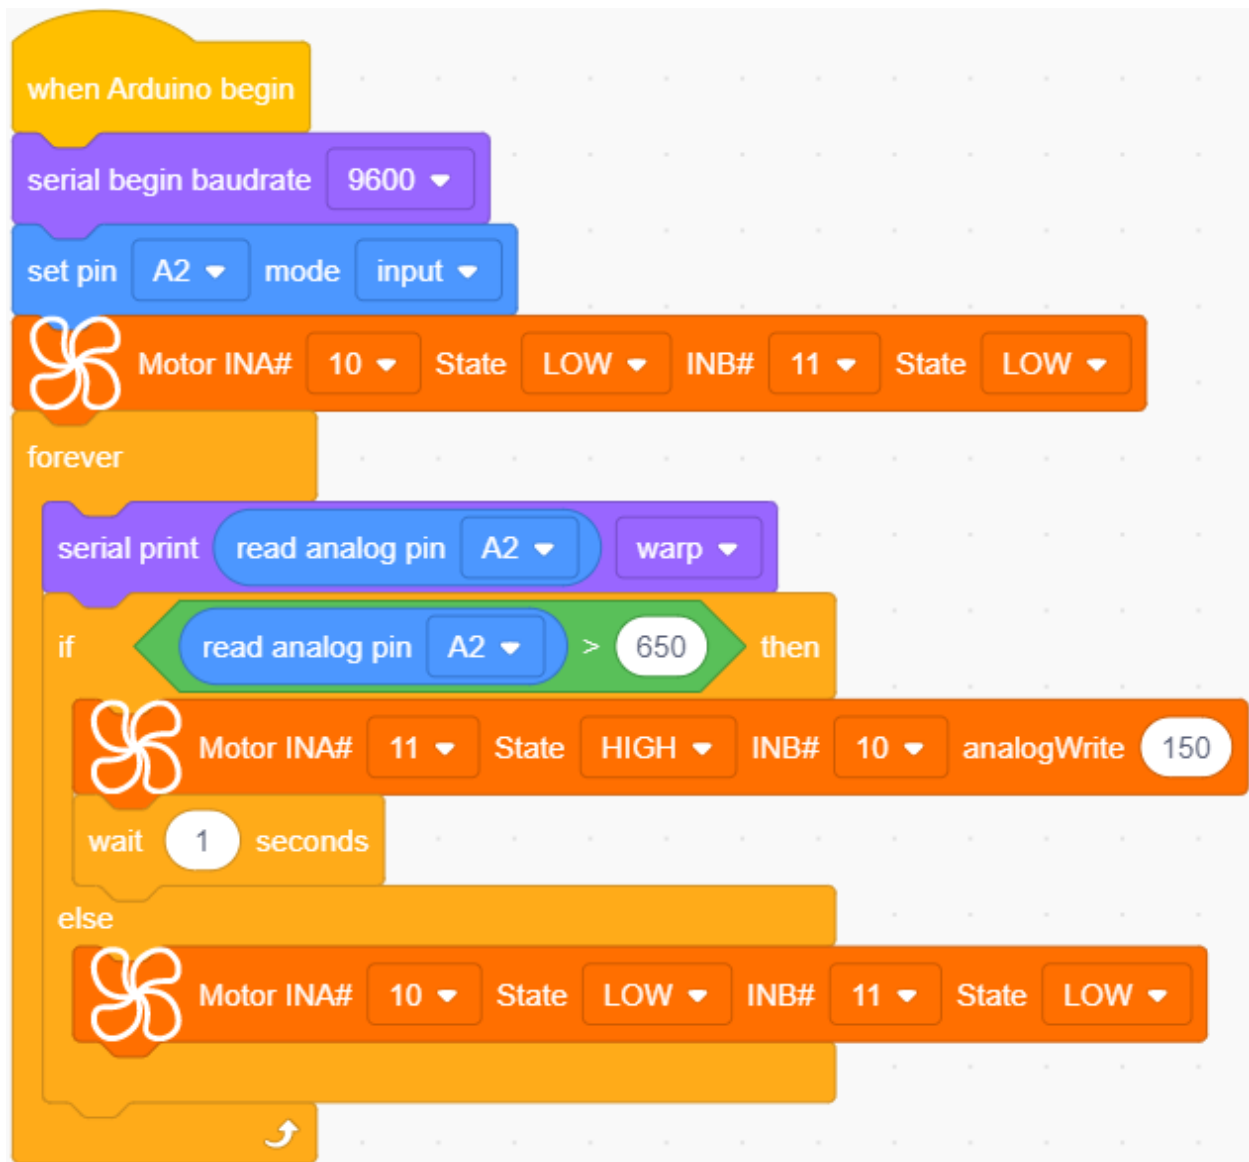 when Arduino begin
serial begin baudrate 9600
set pin A2 mode input
Motor INA# 10 State LOW INB# 11 State LOW
forever
serial print read analog pin A2 warp
if read analog pin A2 > 650 then
Motor INA# 11 State HIGH INB# 10 analogWrite 150
wait 1 seconds
else
Motor INA# 10 State LOW INB# 11 State LOW